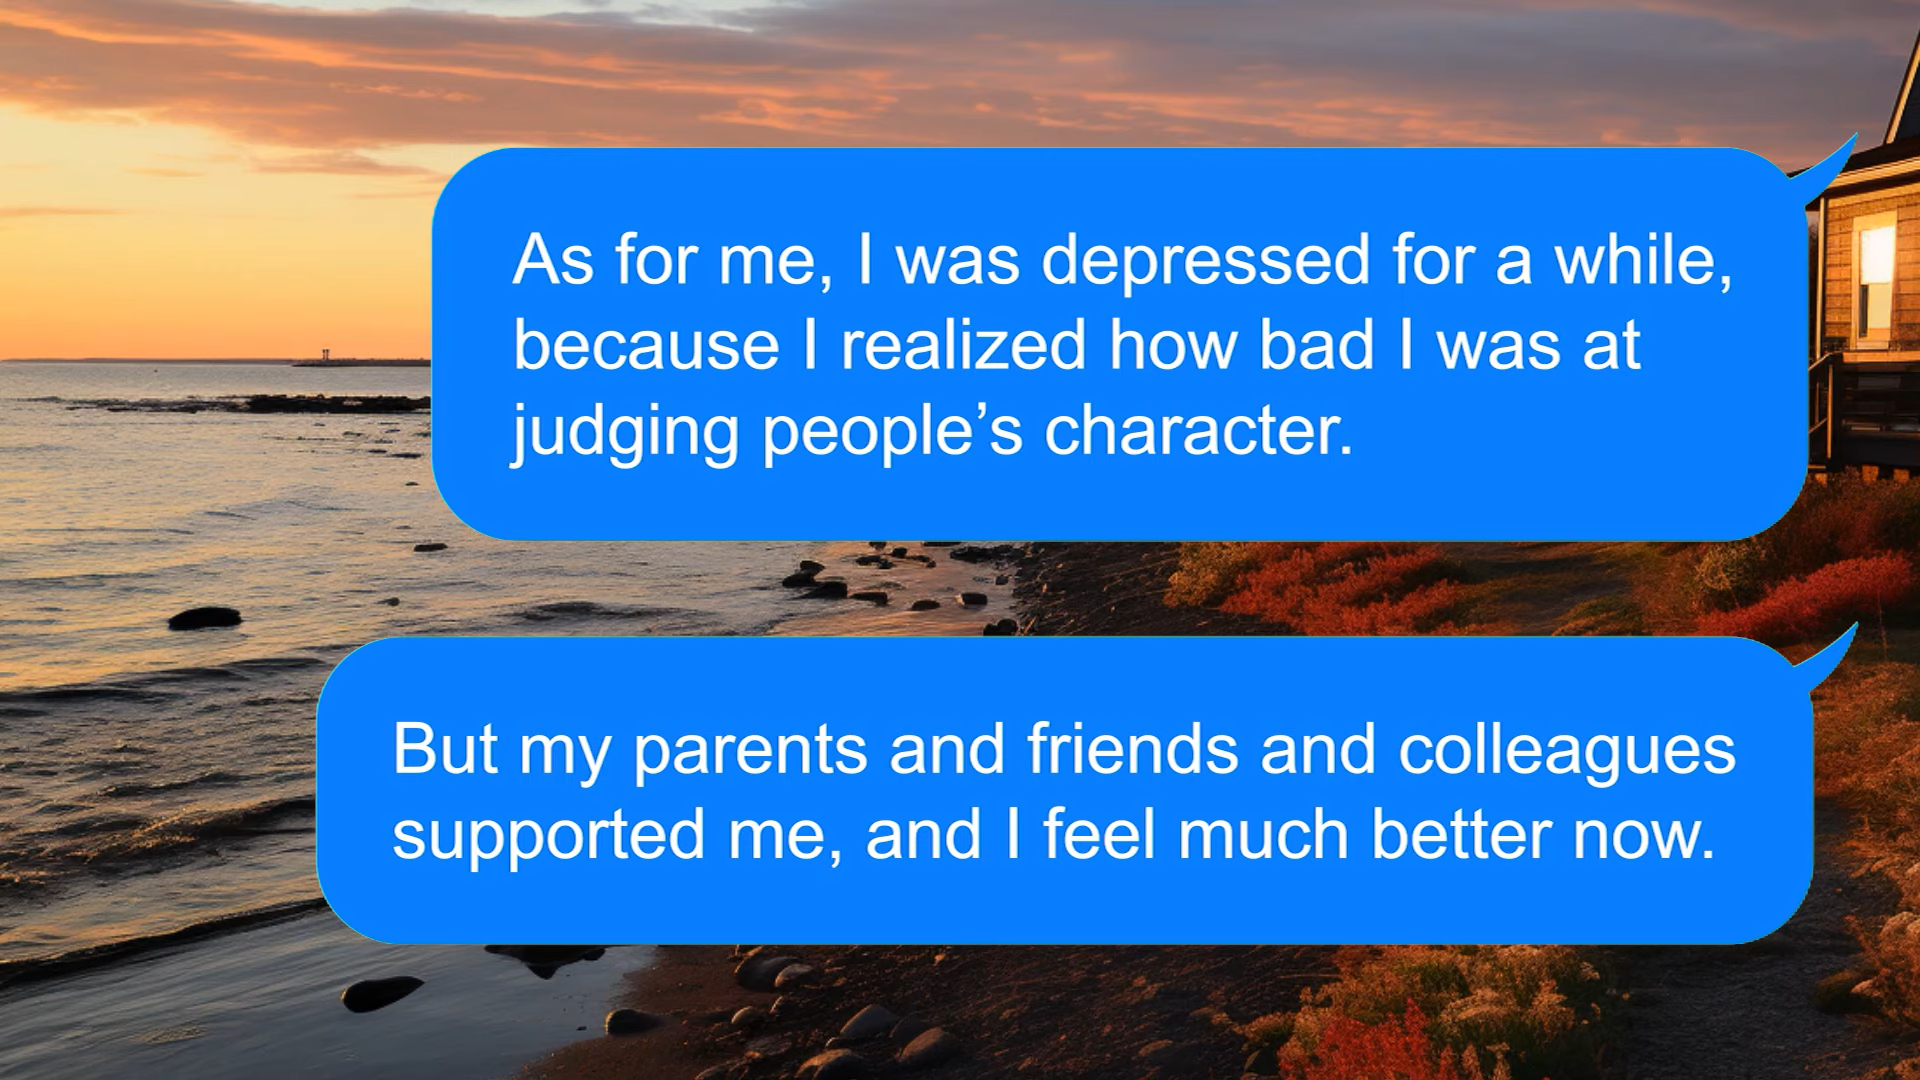 As for me, I was depressed for a while,
because I realized how bad I was at
judging people’s character.
But my parents and friends and colleagues
supported me, and I feel much better now.